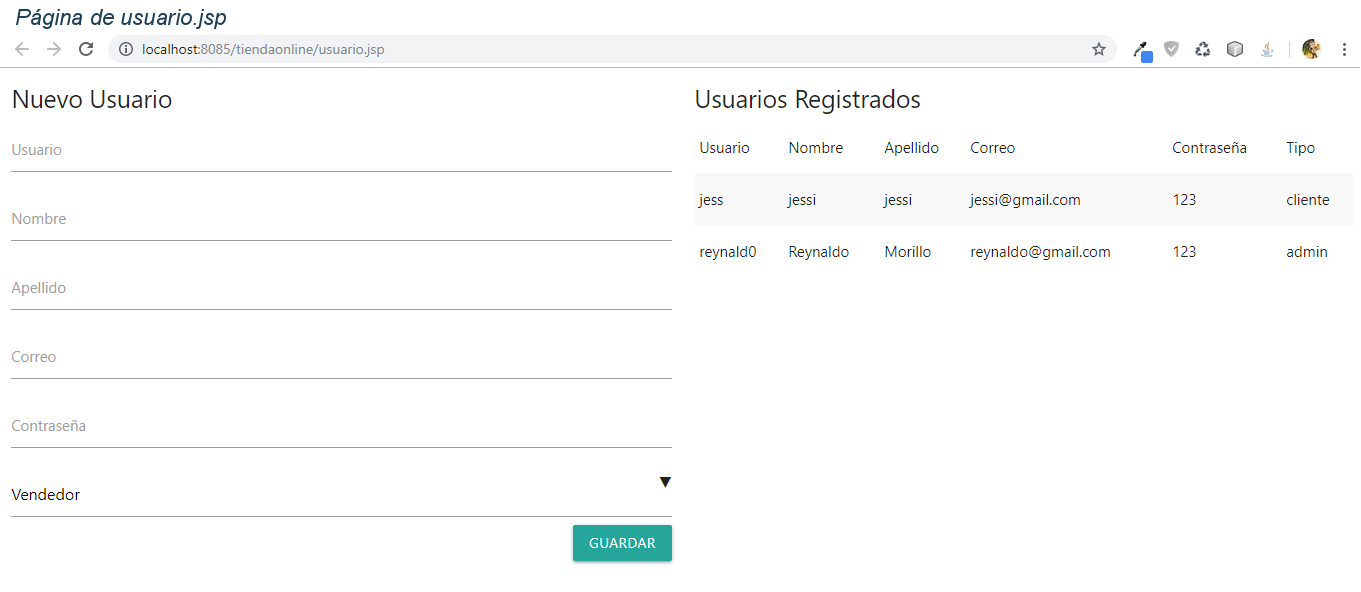 Página de usuario.jsp
localhost:8085/tiendaonline/usuario.jsp
Nuevo Usuario
Usuario
Nombre
Apellido
Correo
Contraseña
Vendedor
GUARDAR
Usuarios Registrados
Usuario Nombre Apellido Correo Contraseña Tipo
jess jessi jessi jessi@gmail.com 123 cliente
reynald0 Reynaldo Morillo reynaldo@gmail.com 123 admin